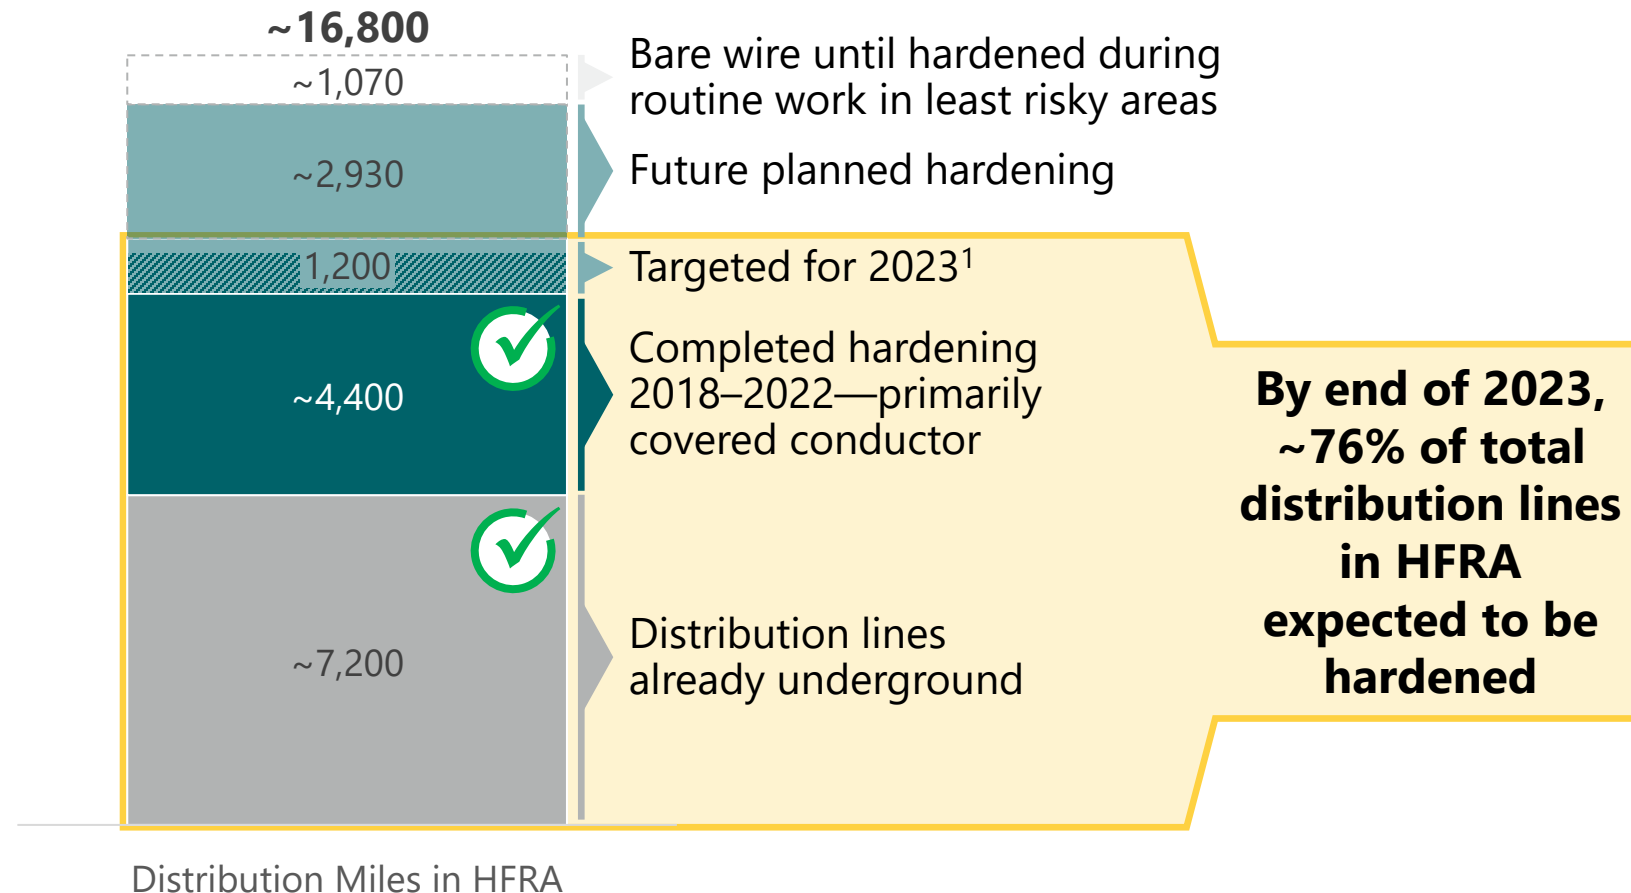 ~16,800
~1,070
Bare wire until hardened during
routine work in least risky areas
~2,930
Future planned hardening
1,200
Targeted for 2023¹
~4,400
Completed hardening
2018–2022—primarily
covered conductor
~7,200
Distribution lines
already underground
By end of 2023,
~76% of total
distribution lines
in HFRA
expected to be
hardened
Distribution Miles in HFRA